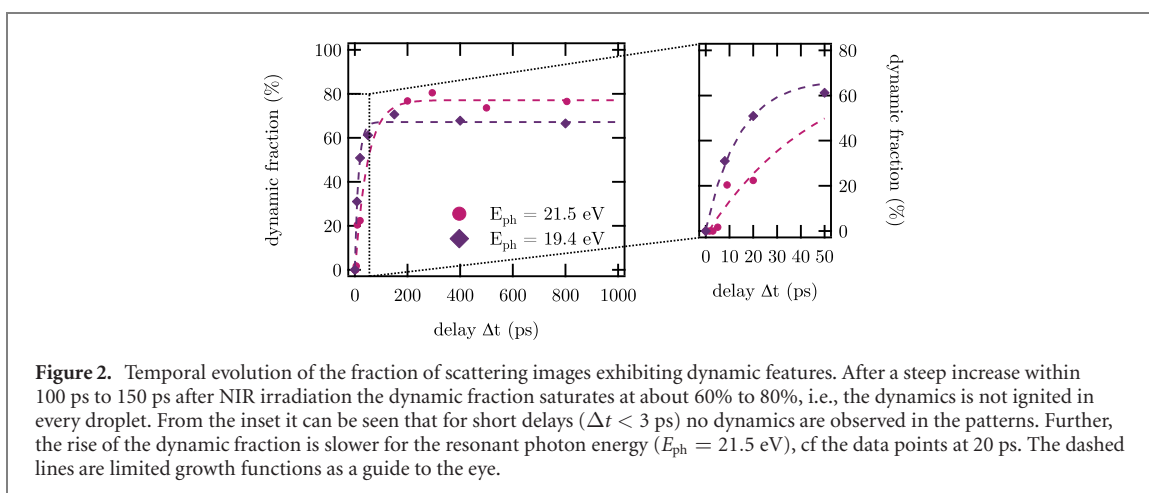 dynamic fraction (%)
100
80
60
40
20
0
0 200 400 600 800 1000
delay Δt (ps)
E_ph = 21.5 eV
E_ph = 19.4 eV
80
60
40
20
0
dynamic fraction (%)
0 10 20 30 40 50
delay Δt (ps)
Figure 2. Temporal evolution of the fraction of scattering images exhibiting dynamic features. After a steep increase within
100 ps to 150 ps after NIR irradiation the dynamic fraction saturates at about 60% to 80%, i.e., the dynamics is not ignited in
every droplet. From the inset it can be seen that for short delays (Δt < 3 ps) no dynamics are observed in the patterns. Further,
the rise of the dynamic fraction is slower for the resonant photon energy (E_ph = 21.5 eV), cf the data points at 20 ps. The dashed
lines are limited growth functions as a guide to the eye.